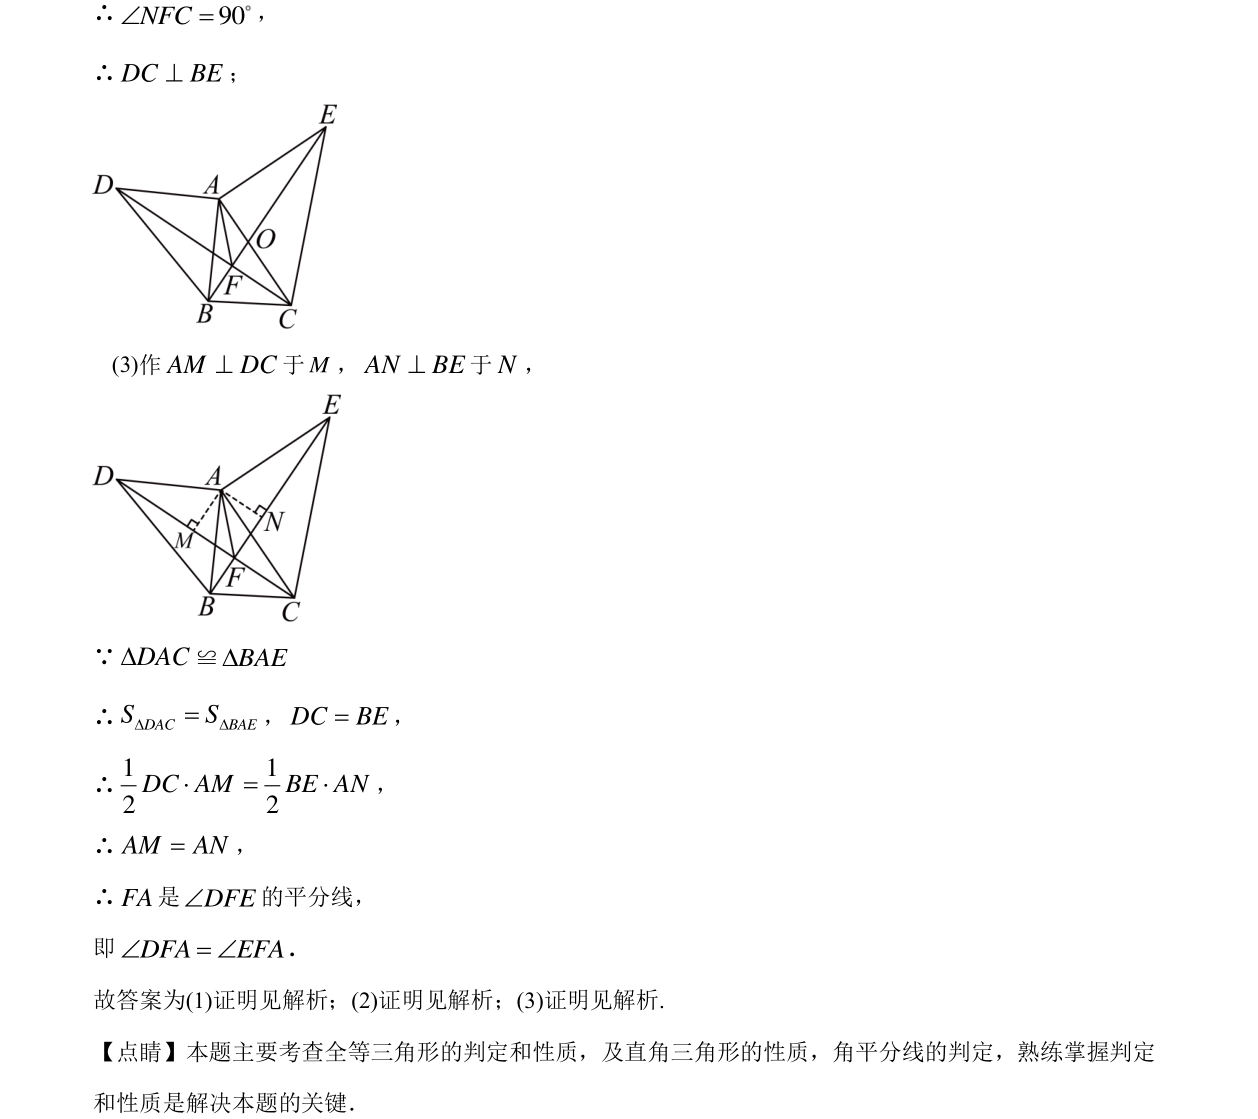 ∴ ∠NFC = 90°，
∴ DC ⊥ BE；
E
D
A
O
F
B
C
(3)作 AM ⊥ DC 于 M ， AN ⊥ BE 于 N ，
E
D
A
N
M
F
B
C
∵ ΔDAC ≌ ΔBAE
∴ S_{ΔDAC} = S_{ΔBAE}， DC = BE，
∴ \frac{1}{2} DC · AM = \frac{1}{2} BE · AN ，
∴ AM = AN ，
∴ FA 是 ∠DFE 的平分线，
即 ∠DFA = ∠EFA．
故答案为(1)证明见解析；(2)证明见解析；(3)证明见解析.
【点睛】本题主要考查全等三角形的判定和性质，及直角三角形的性质，角平分线的判定，熟练掌握判定
和性质是解决本题的关键．